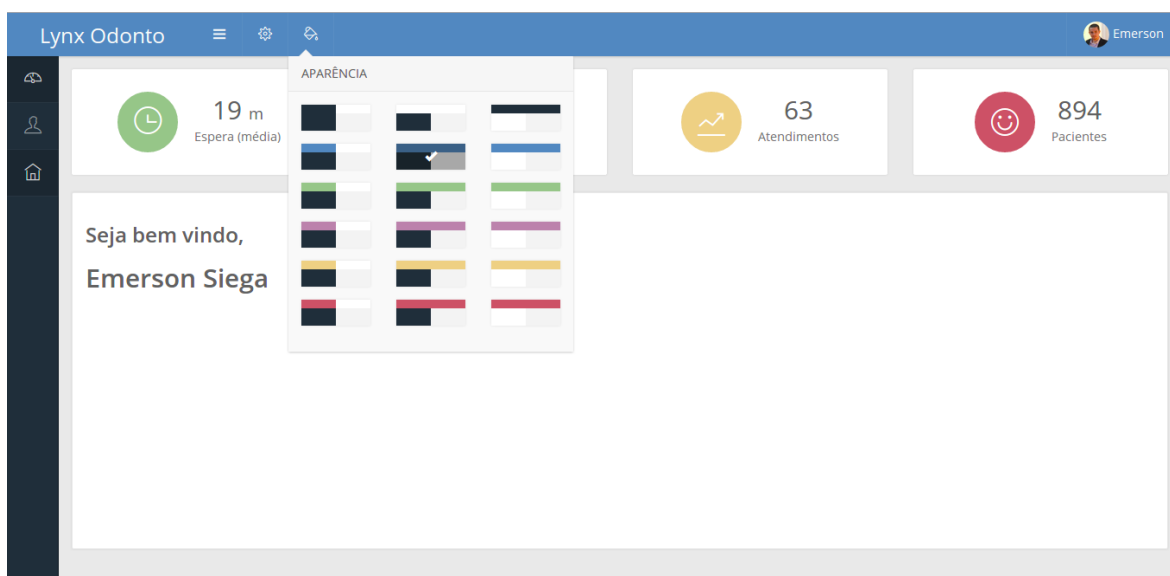 Lynx Odonto
Emerson
APARÊNCIA
19 m
Espera (média)
63
Atendimentos
894
Pacientes
Seja bem vindo,
Emerson Siega